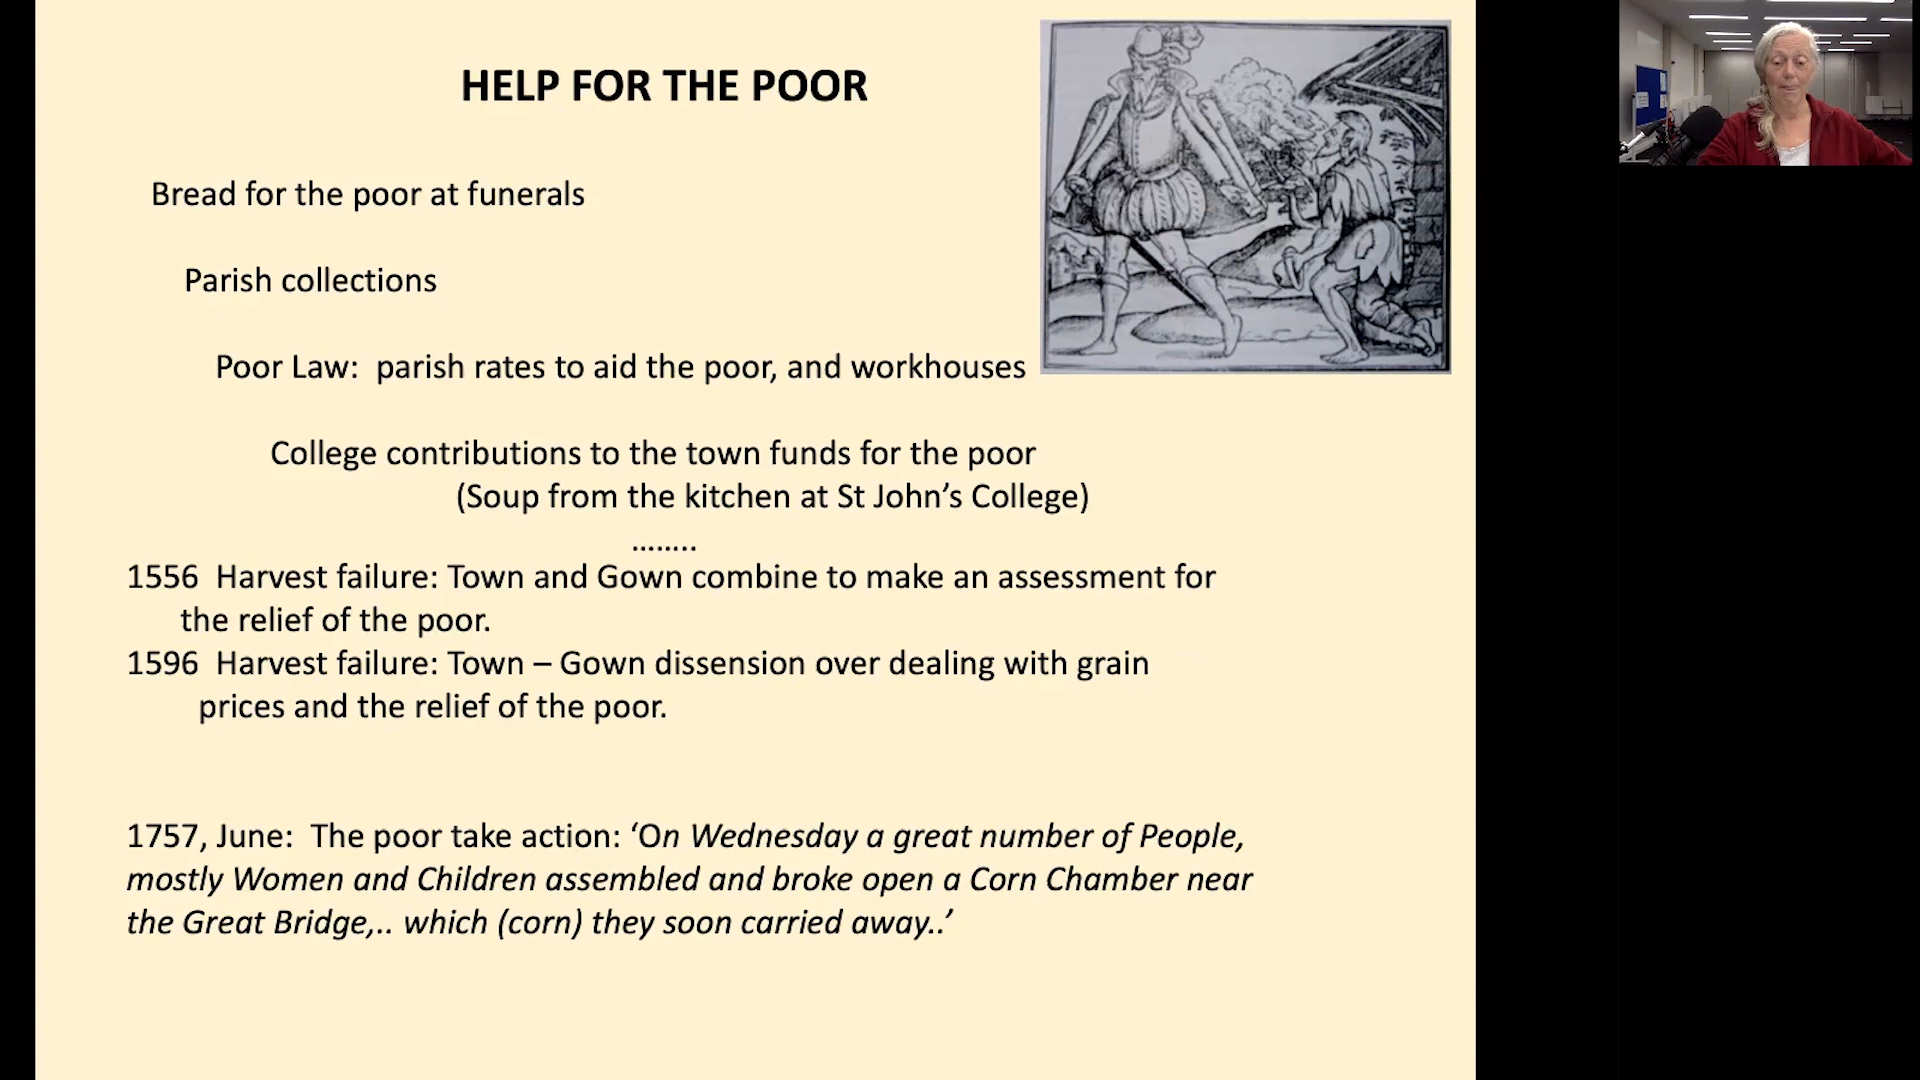 HELP FOR THE POOR
Bread for the poor at funerals
Parish collections
Poor Law:  parish rates to aid the poor, and workhouses
College contributions to the town funds for the poor
(Soup from the kitchen at St John’s College)
........
1556  Harvest failure: Town and Gown combine to make an assessment for
the relief of the poor.
1596  Harvest failure: Town – Gown dissension over dealing with grain
prices and the relief of the poor.
1757, June:  The poor take action: ‘On Wednesday a great number of People,
mostly Women and Children assembled and broke open a Corn Chamber near
the Great Bridge,.. which (corn) they soon carried away..’